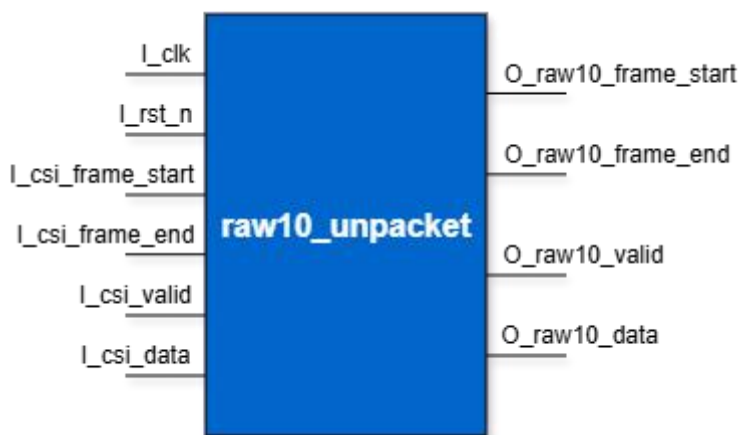 I_clk
I_rst_n
I_csi_frame_start
I_csi_frame_end
I_csi_valid
I_csi_data
raw10_unpacket
O_raw10_frame_start
O_raw10_frame_end
O_raw10_valid
O_raw10_data